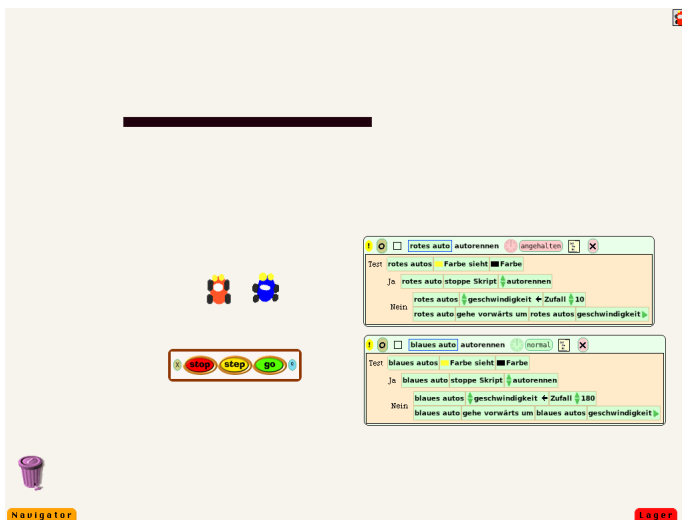 ! O rotes auto autorennen angehalten X
Test rotes autos Farbe sieht Farbe
Ja rotes auto stoppe Skript autorennen
Nein
rotes autos geschwindigkeit ← Zufall 10
rotes auto gehe vorwärts um rotes autos geschwindigkeit
! O blaues auto autorennen normal X
Test blaues autos Farbe sieht Farbe
Ja blaues auto stoppe Skript autorennen
Nein
blaues autos geschwindigkeit ← Zufall 180
blaues auto gehe vorwärts um blaues autos geschwindigkeit
X stop step go
Navigator
Lager